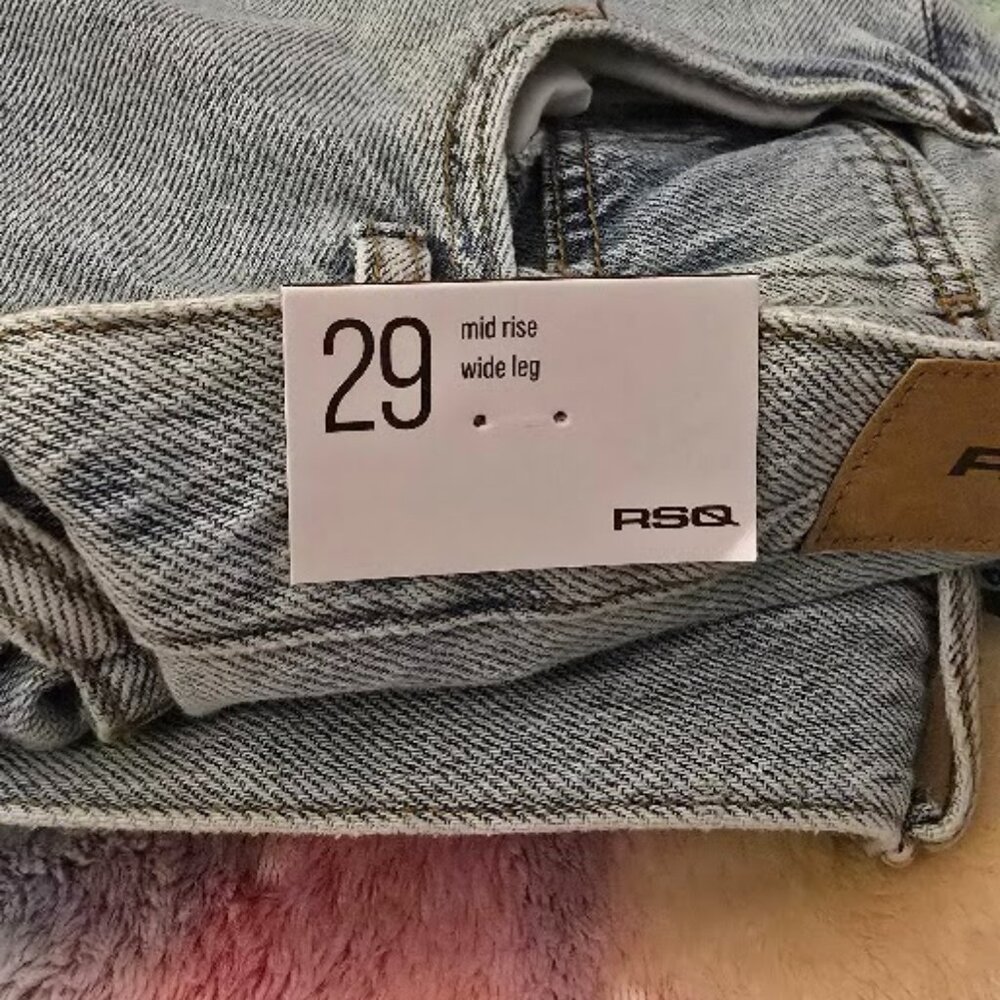 29
mid rise
wide leg
RSQ